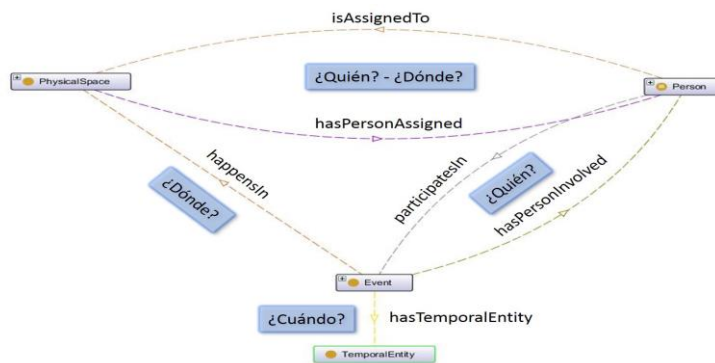 isAssignedTo
PhysicalSpace
¿Quién? - ¿Dónde?
Person
hasPersonAssigned
happensIn
¿Dónde?
participatesIn
¿Quién?
hasPersonInvolved
Event
¿Cuándo?
hasTemporalEntity
TemporalEntity